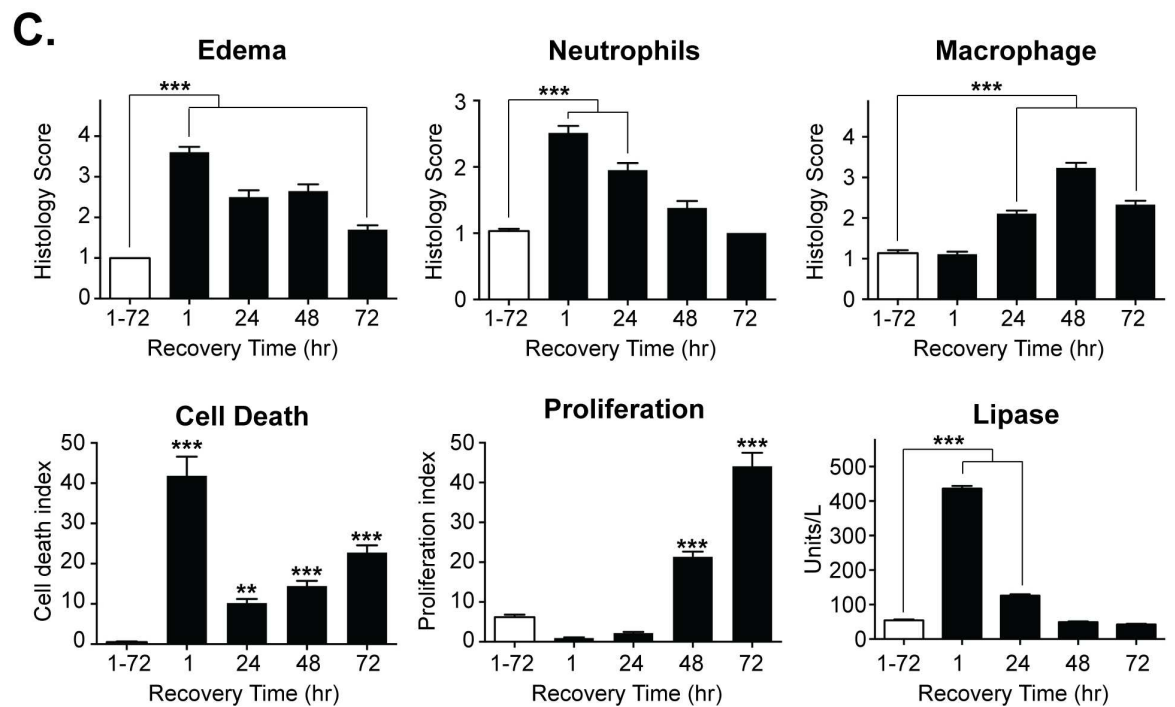 C.
Edema
***
Histology Score
4
3
2
1
0
1-72 1 24 48 72
Recovery Time (hr)
Neutrophils
***
Histology Score
3
2
1
0
1-72 1 24 48 72
Recovery Time (hr)
Macrophage
***
Histology Score
4
3
2
1
0
1-72 1 24 48 72
Recovery Time (hr)
Cell Death
Cell death index
50
40
30
20
10
0
*** ** *** ***
1-72 1 24 48 72
Recovery Time (hr)
Proliferation
Proliferation index
50
40
30
20
10
0
*** ***
1-72 1 24 48 72
Recovery Time (hr)
Lipase
***
Units/L
500
400
300
200
100
0
1-72 1 24 48 72
Recovery Time (hr)